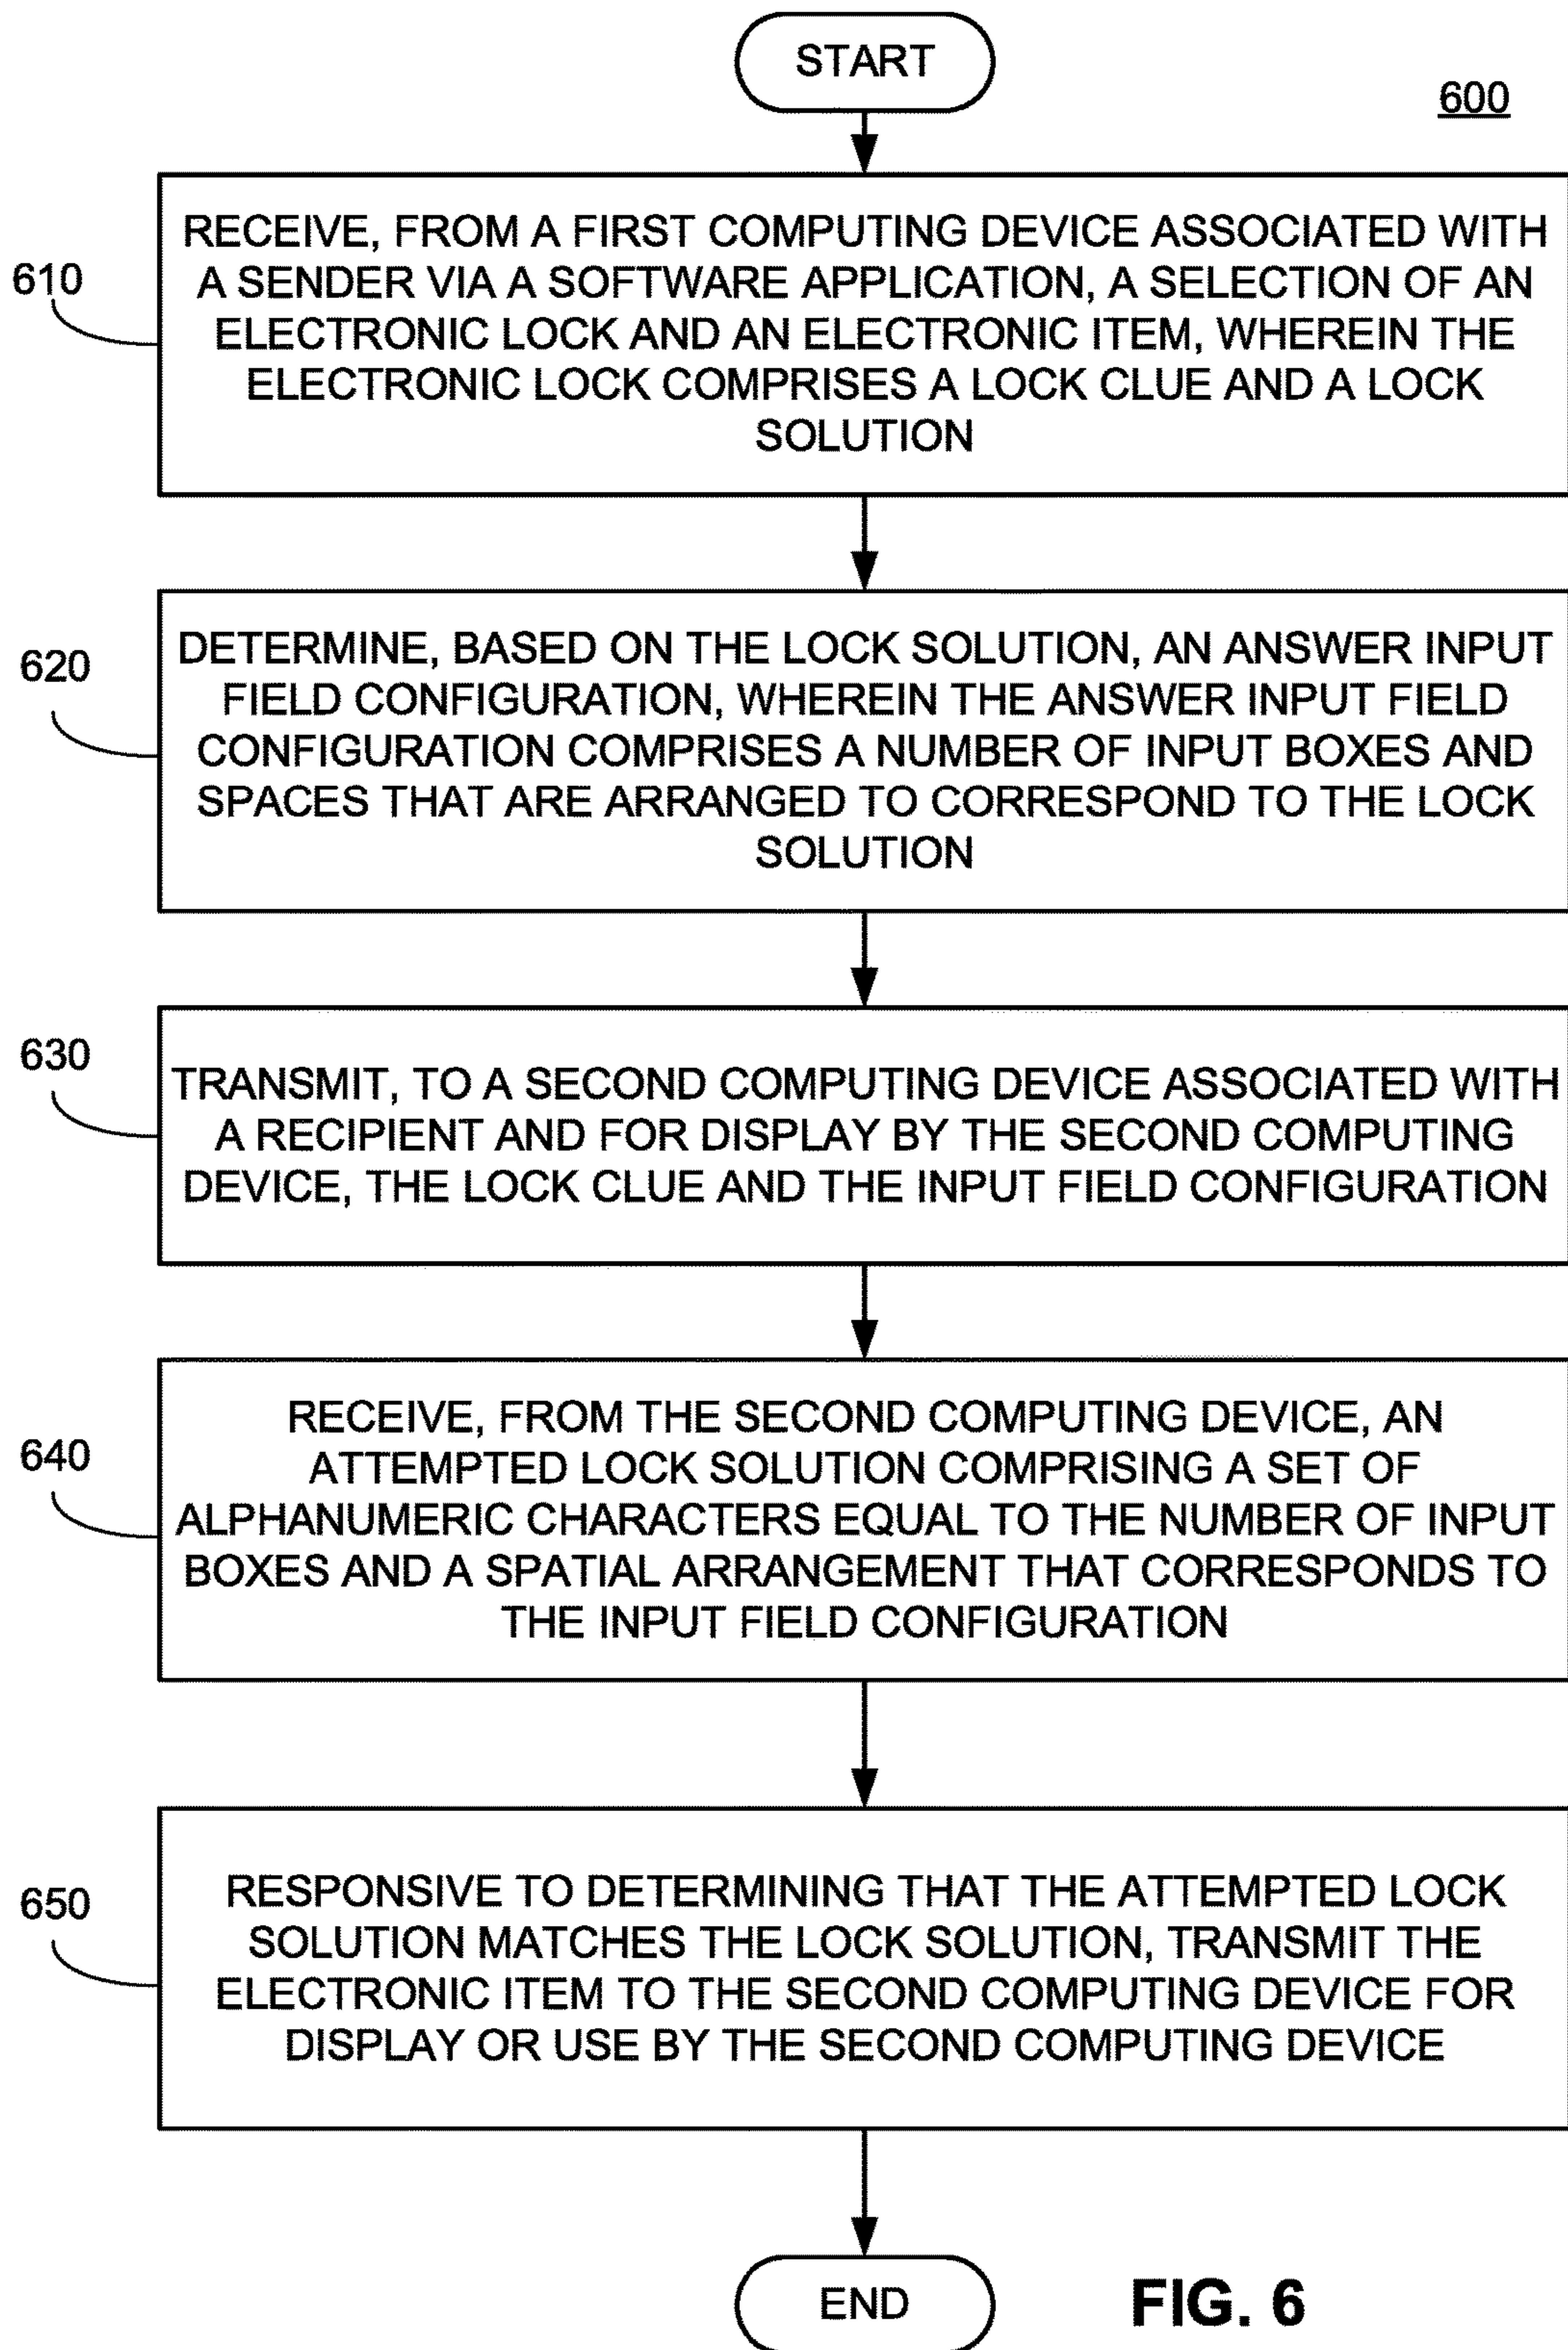 START
600
610
RECEIVE, FROM A FIRST COMPUTING DEVICE ASSOCIATED WITH
A SENDER VIA A SOFTWARE APPLICATION, A SELECTION OF AN
ELECTRONIC LOCK AND AN ELECTRONIC ITEM, WHEREIN THE
ELECTRONIC LOCK COMPRISES A LOCK CLUE AND A LOCK
SOLUTION
620
DETERMINE, BASED ON THE LOCK SOLUTION, AN ANSWER INPUT
FIELD CONFIGURATION, WHEREIN THE ANSWER INPUT FIELD
CONFIGURATION COMPRISES A NUMBER OF INPUT BOXES AND
SPACES THAT ARE ARRANGED TO CORRESPOND TO THE LOCK
SOLUTION
630
TRANSMIT, TO A SECOND COMPUTING DEVICE ASSOCIATED WITH
A RECIPIENT AND FOR DISPLAY BY THE SECOND COMPUTING
DEVICE, THE LOCK CLUE AND THE INPUT FIELD CONFIGURATION
640
RECEIVE, FROM THE SECOND COMPUTING DEVICE, AN
ATTEMPTED LOCK SOLUTION COMPRISING A SET OF
ALPHANUMERIC CHARACTERS EQUAL TO THE NUMBER OF INPUT
BOXES AND A SPATIAL ARRANGEMENT THAT CORRESPONDS TO
THE INPUT FIELD CONFIGURATION
650
RESPONSIVE TO DETERMINING THAT THE ATTEMPTED LOCK
SOLUTION MATCHES THE LOCK SOLUTION, TRANSMIT THE
ELECTRONIC ITEM TO THE SECOND COMPUTING DEVICE FOR
DISPLAY OR USE BY THE SECOND COMPUTING DEVICE
END
FIG. 6